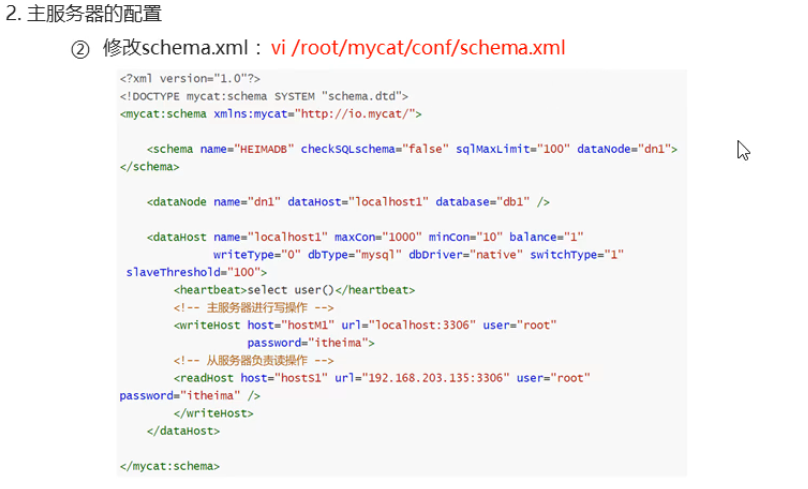 2. 主服务器的配置
② 修改schema.xml： vi /root/mycat/conf/schema.xml
<?xml version="1.0"?>
<!DOCTYPE mycat:schema SYSTEM "schema.dtd">
<mycat:schema xmlns:mycat="http://io.mycat/">
<schema name="HEIMADB" checkSQLschema="false" sqlMaxLimit="100" dataNode="dn1">
</schema>
<dataNode name="dn1" dataHost="localhost1" database="db1" />
<dataHost name="localhost1" maxCon="1000" minCon="10" balance="1"
writeType="0" dbType="mysql" dbDriver="native" switchType="1"
slaveThreshold="100">
<heartbeat>select user()</heartbeat>
<!-- 主服务器进行写操作 -->
<writeHost host="hostM1" url="localhost:3306" user="root"
password="itheima">
<!-- 从服务器负责读操作 -->
<readHost host="hostS1" url="192.168.203.135:3306" user="root"
password="itheima" />
</writeHost>
</dataHost>
</mycat:schema>